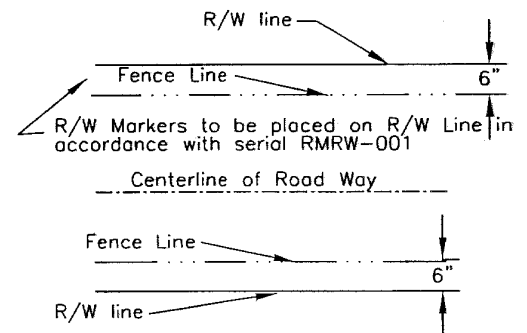 R/W line
Fence Line
6"
R/W Markers to be placed on R/W Line in
accordance with serial RMRW-001
Centerline of Road Way
Fence Line
6"
R/W line